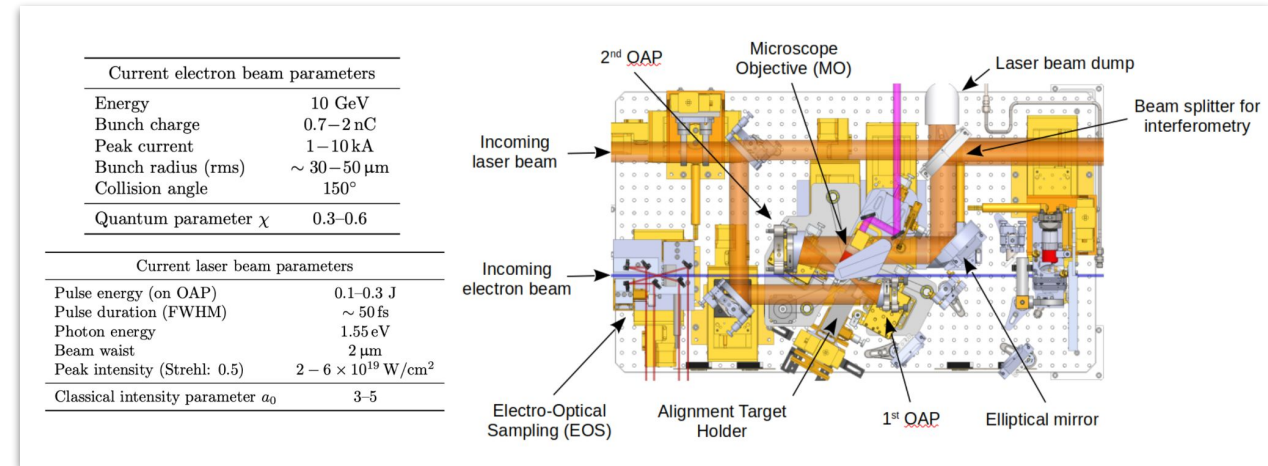 Current electron beam parameters
Energy 10 GeV
Bunch charge 0.7−2 nC
Peak current 1−10 kA
Bunch radius (rms) ∼ 30−50 μm
Collision angle 150°
Quantum parameter χ 0.3–0.6
Current laser beam parameters
Pulse energy (on OAP) 0.1–0.3 J
Pulse duration (FWHM) ∼ 50 fs
Photon energy 1.55 eV
Beam waist 2 μm
Peak intensity (Strehl: 0.5) 2 − 6 × 10¹⁹ W/cm²
Classical intensity parameter a₀ 3–5
2ⁿᵈ OAP
Microscope
Objective (MO)
Laser beam dump
Beam splitter for
interferometry
Incoming
laser beam
Incoming
electron beam
Electro-Optical
Sampling (EOS)
Alignment Target
Holder
1ˢᵗ OAP
Elliptical mirror